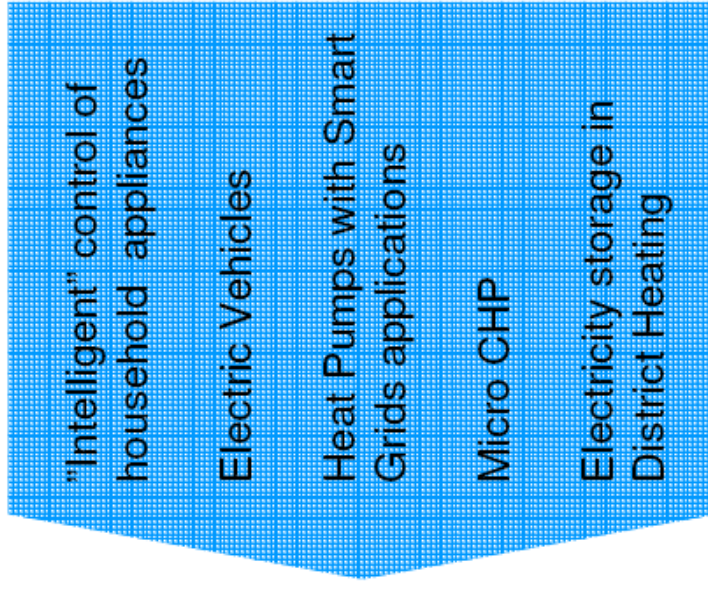 ”Intelligent” control of
household appliances
Electric Vehicles
Heat Pumps with Smart
Grids applications
Micro CHP
Electricity storage in
District Heating